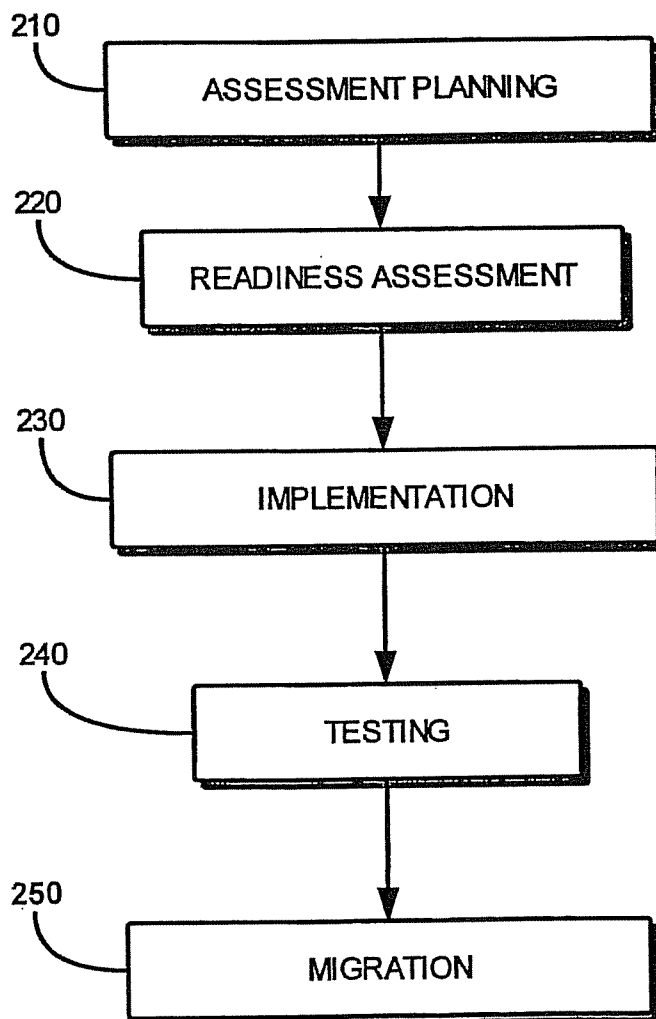 210
ASSESSMENT PLANNING
220
READINESS ASSESSMENT
230
IMPLEMENTATION
240
TESTING
250
MIGRATION